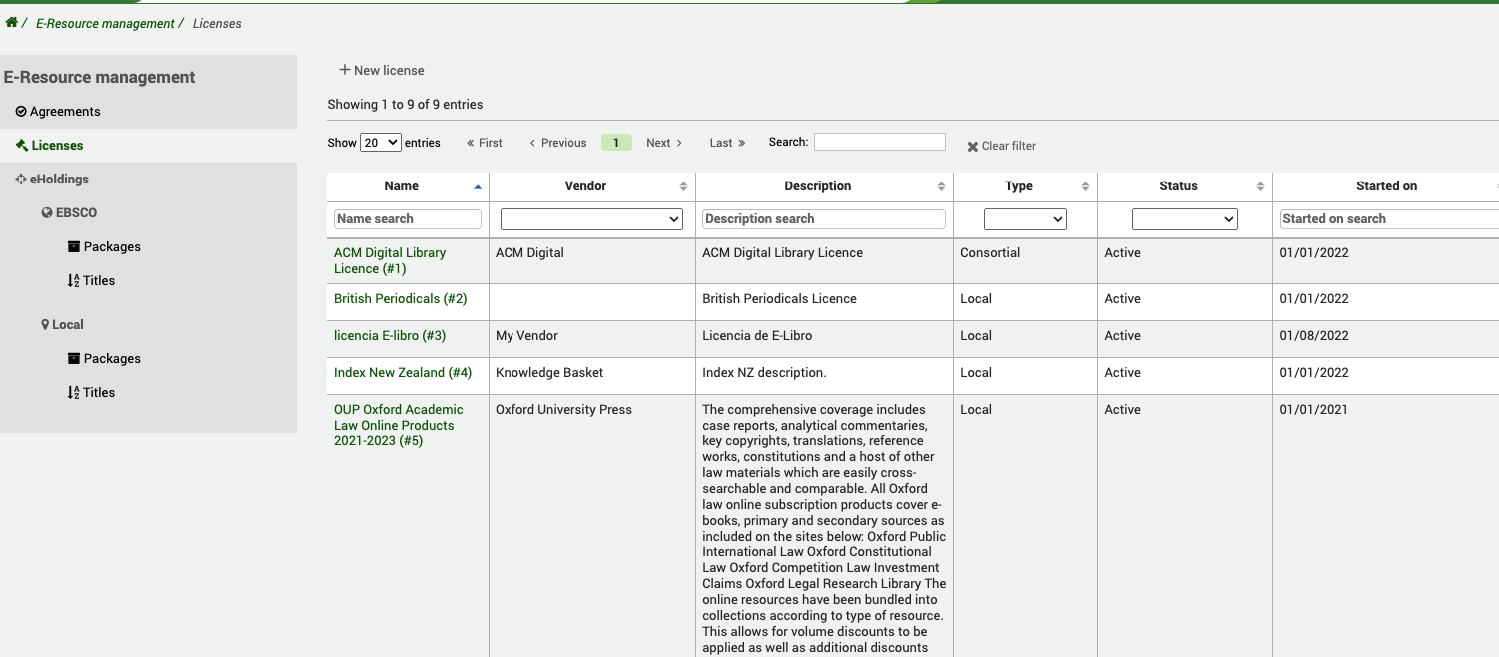 / E-Resource management / Licenses
E-Resource management
Agreements
Licenses
eHoldings
EBSCO
Packages
Titles
Local
Packages
Titles
+ New license
Showing 1 to 9 of 9 entries
Show 20 entries « First ‹ Previous 1 Next › Last » Search: Clear filter
Name Vendor Description Type Status Started on
Name search Description search Started on search
ACM Digital Library ACM Digital ACM Digital Library Licence Consortial Active 01/01/2022
Licence (#1)
British Periodicals (#2) British Periodicals Licence Local Active 01/01/2022
licencia E-libro (#3) My Vendor Licencia de E-Libro Local Active 01/08/2022
Index New Zealand (#4) Knowledge Basket Index NZ description. Local Active 01/01/2022
OUP Oxford Academic Oxford University Press The comprehensive coverage includes Local Active 01/01/2021
Law Online Products case reports, analytical commentaries,
2021-2023 (#5) key copyrights, translations, reference
works, constitutions and a host of other
law materials which are easily cross-
searchable and comparable. All Oxford
law online subscription products cover e-
books, primary and secondary sources as
included on the sites below: Oxford Public
International Law Oxford Constitutional
Law Oxford Competition Law Investment
Claims Oxford Legal Research Library The
online resources have been bundled into
collections according to type of resource.
This allows for volume discounts to be
applied as well as additional discounts